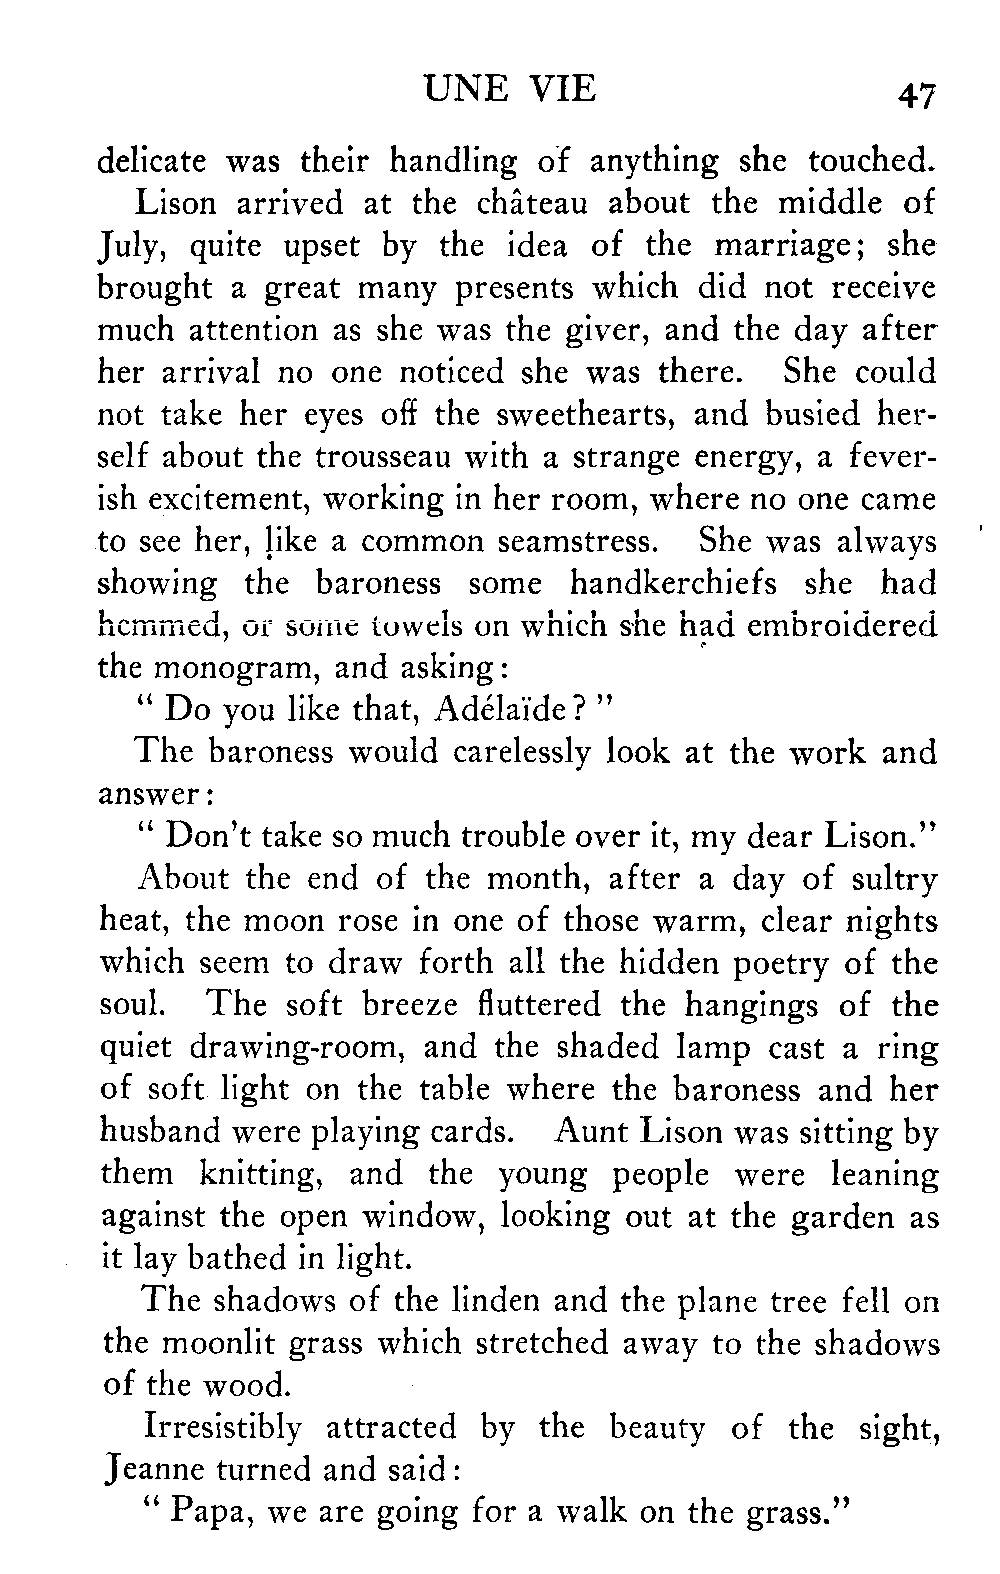 UNE VIE 47
delicate was their handling of anything she touched.
Lison arrived at the château about the middle of
July, quite upset by the idea of the marriage; she
brought a great many presents which did not receive
much attention as she was the giver, and the day after
her arrival no one noticed she was there. She could
not take her eyes off the sweethearts, and busied her-
self about the trousseau with a strange energy, a fever-
ish excitement, working in her room, where no one came
to see her, like a common seamstress. She was always
showing the baroness some handkerchiefs she had
hemmed, or some towels on which she had embroidered
the monogram, and asking:
" Do you like that, Adélaïde? "
The baroness would carelessly look at the work and
answer:
" Don't take so much trouble over it, my dear Lison."
About the end of the month, after a day of sultry
heat, the moon rose in one of those warm, clear nights
which seem to draw forth all the hidden poetry of the
soul. The soft breeze fluttered the hangings of the
quiet drawing-room, and the shaded lamp cast a ring
of soft light on the table where the baroness and her
husband were playing cards. Aunt Lison was sitting by
them knitting, and the young people were leaning
against the open window, looking out at the garden as
it lay bathed in light.
The shadows of the linden and the plane tree fell on
the moonlit grass which stretched away to the shadows
of the wood.
Irresistibly attracted by the beauty of the sight,
Jeanne turned and said:
" Papa, we are going for a walk on the grass."